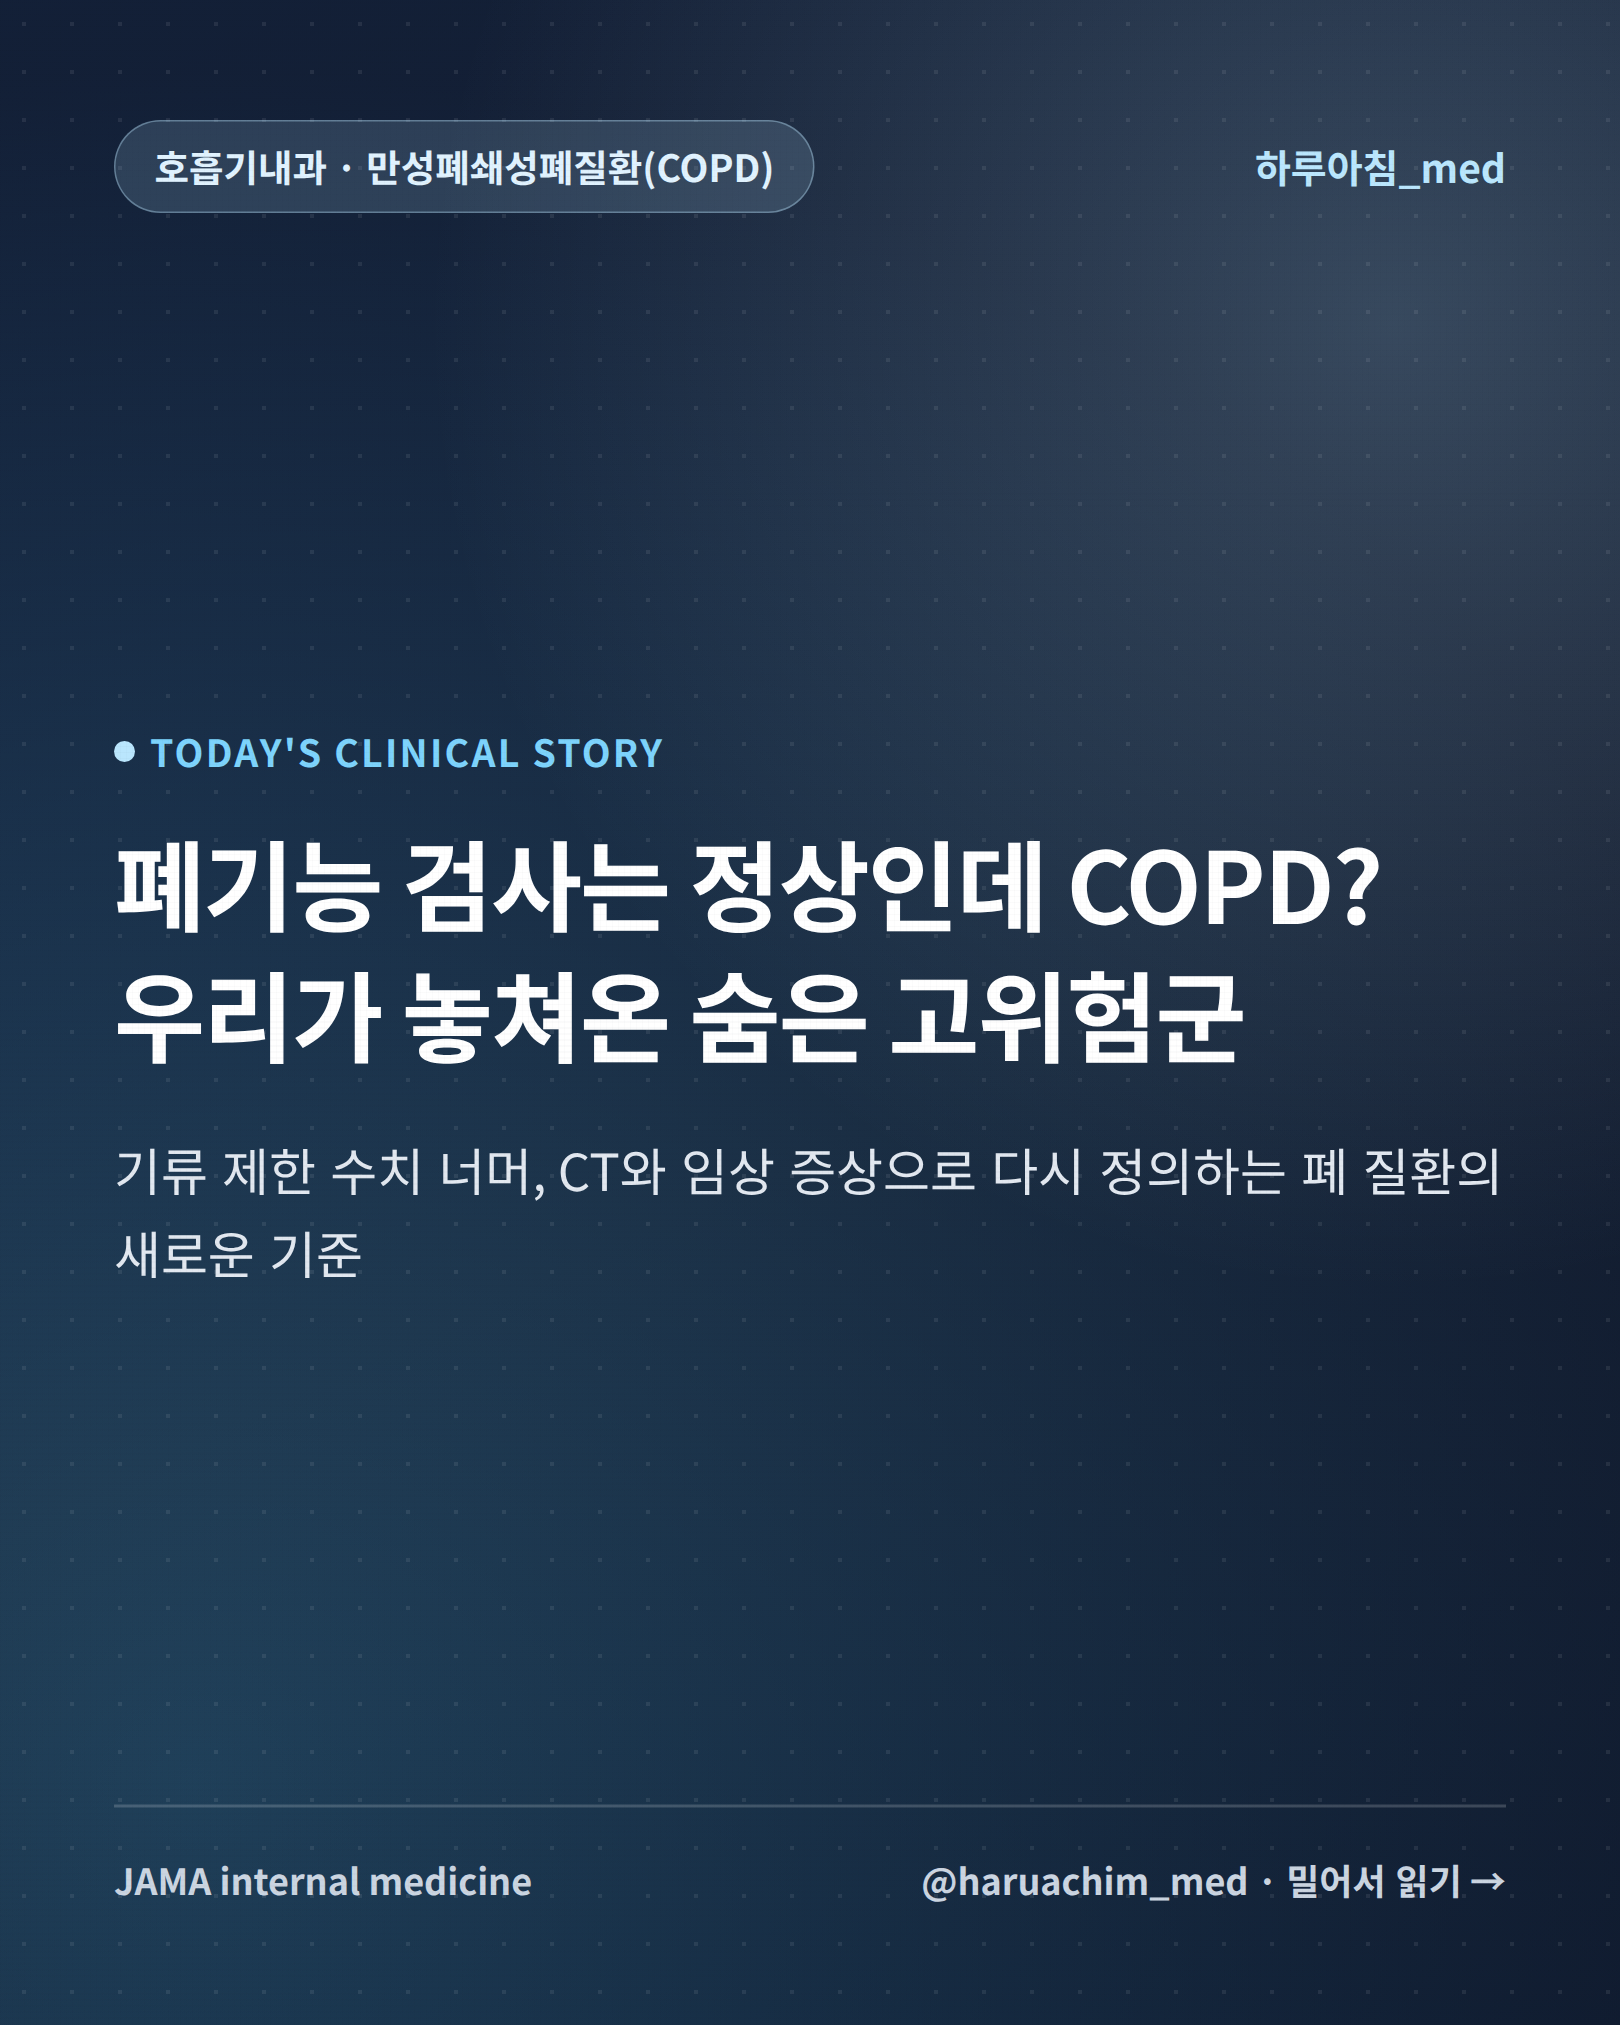 호흡기내과 · 만성폐쇄성폐질환(COPD)
하루아침_med
TODAY'S CLINICAL STORY
폐기능 검사는 정상인데 COPD?
우리가 놓쳐온 숨은 고위험군
기류 제한 수치 너머, CT와 임상 증상으로 다시 정의하는 폐 질환의
새로운 기준
JAMA internal medicine
@haruachim_med · 밀어서 읽기 →